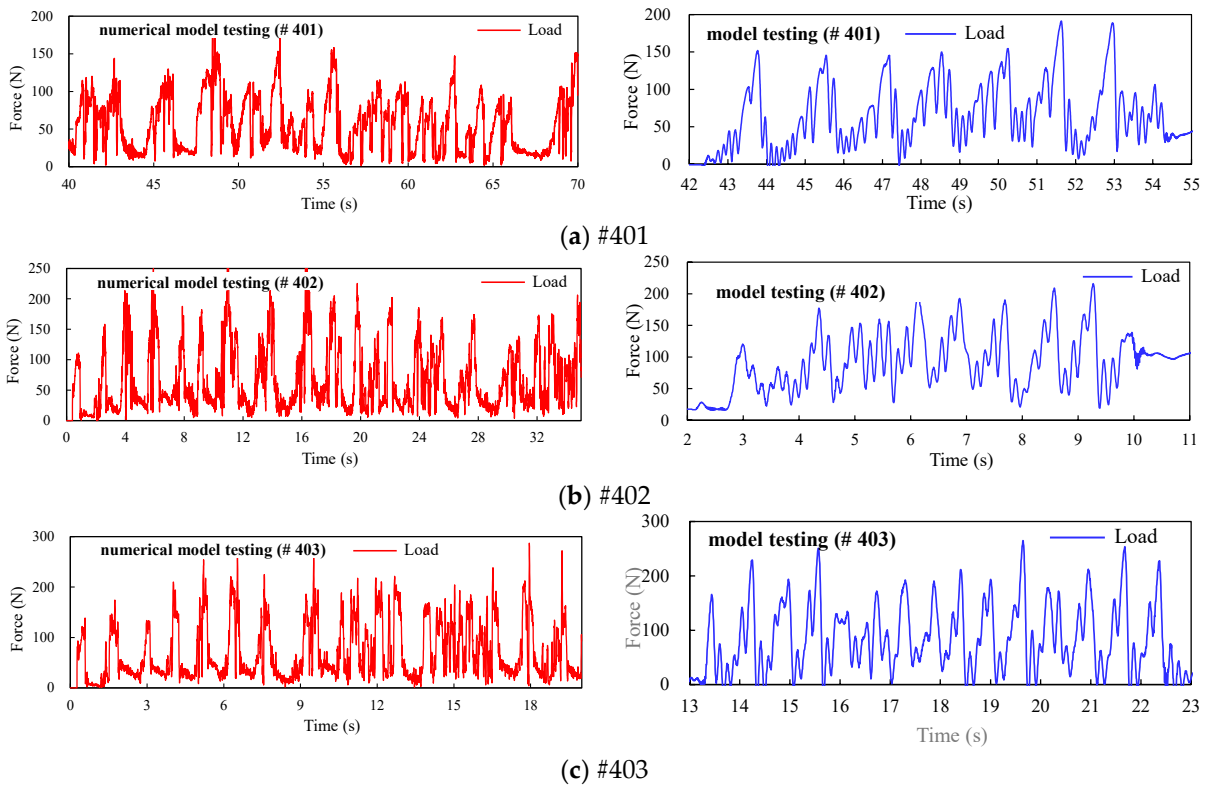 numerical model testing (# 401) Load
Force (N)
200
150
100
50
0
40 45 50 55 60 65 70
Time (s)
model testing (# 401) Load
Force (N)
200
150
100
50
0
42 43 44 45 46 47 48 49 50 51 52 53 54 55
Time (s)
(a) #401
numerical model testing (# 402) Load
Force (N)
250
200
150
100
50
0
0 4 8 12 16 20 24 28 32
Time (s)
model testing (# 402) Load
Force (N)
250
200
150
100
50
0
2 3 4 5 6 7 8 9 10 11
Time (s)
(b) #402
numerical model testing (# 403) Load
Force (N)
300
200
100
0
0 3 6 9 12 15 18
Time (s)
model testing (# 403) Load
Force (N)
300
200
100
0
13 14 15 16 17 18 19 20 21 22 23
Time (s)
(c) #403